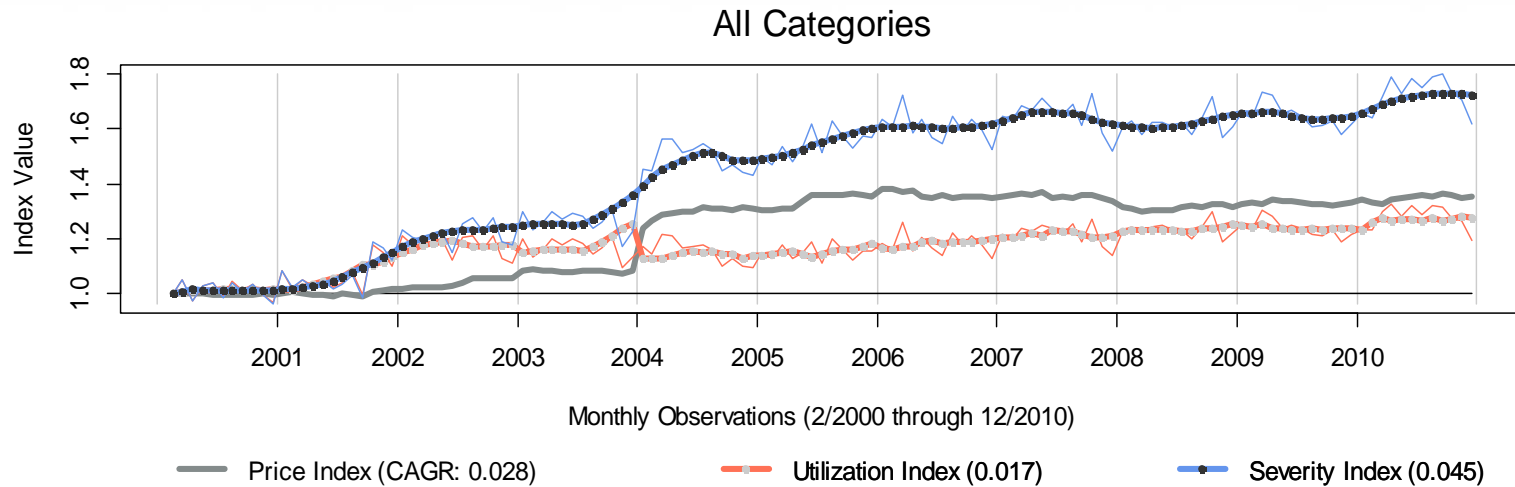 All Categories
Index Value
1.8
1.6
1.4
1.2
1.0
2001 2002 2003 2004 2005 2006 2007 2008 2009 2010
Monthly Observations (2/2000 through 12/2010)
Price Index (CAGR: 0.028) Utilization Index (0.017) Severity Index (0.045)